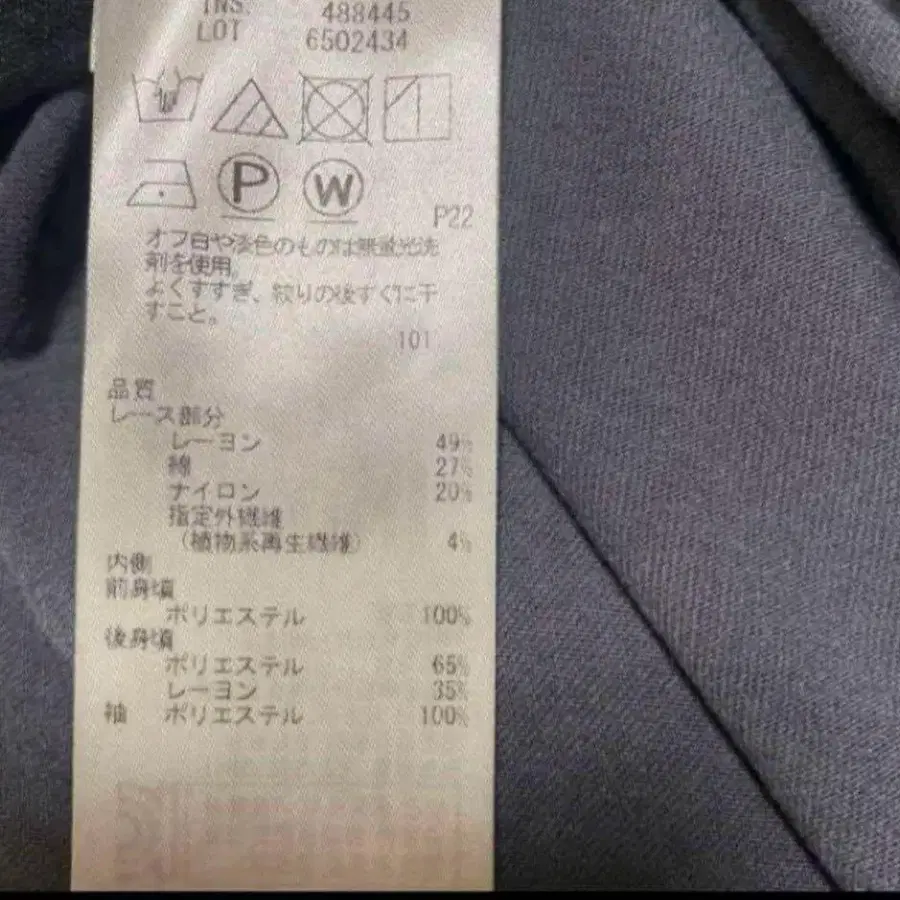 INS. 488445
LOT 6502434
P W
P22
オフ白や淡色のものは無蛍光洗
剤を使用。
よくすすぎ、絞りの後すぐに干
すこと。
101
品質
レース部分
レーヨン 49%
綿 27%
ナイロン 20%
指定外繊維
(植物系再生繊維) 4%
内側
前身頃
ポリエステル 100%
後身頃
ポリエステル 65%
レーヨン 35%
袖 ポリエステル 100%